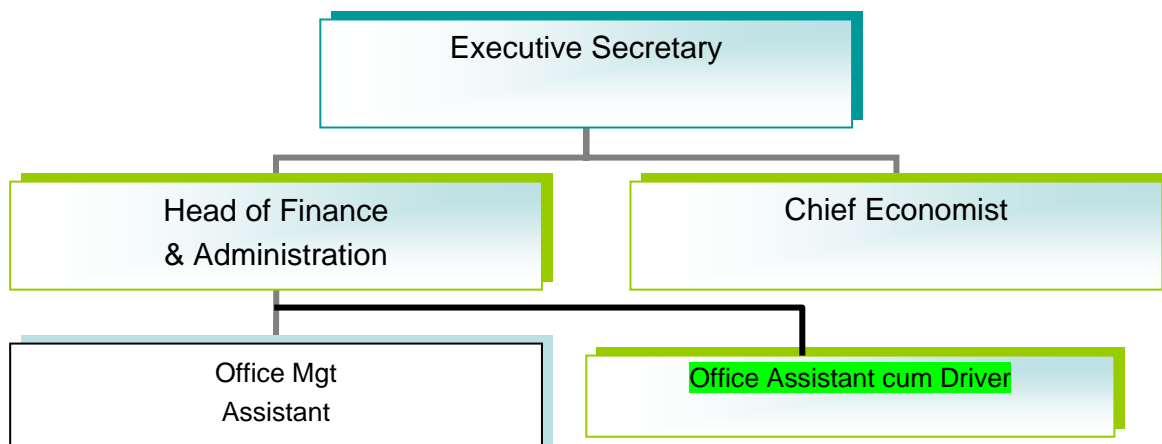 Executive Secretary
Head of Finance
& Administration
Chief Economist
Office Mgt
Assistant
Office Assistant cum Driver